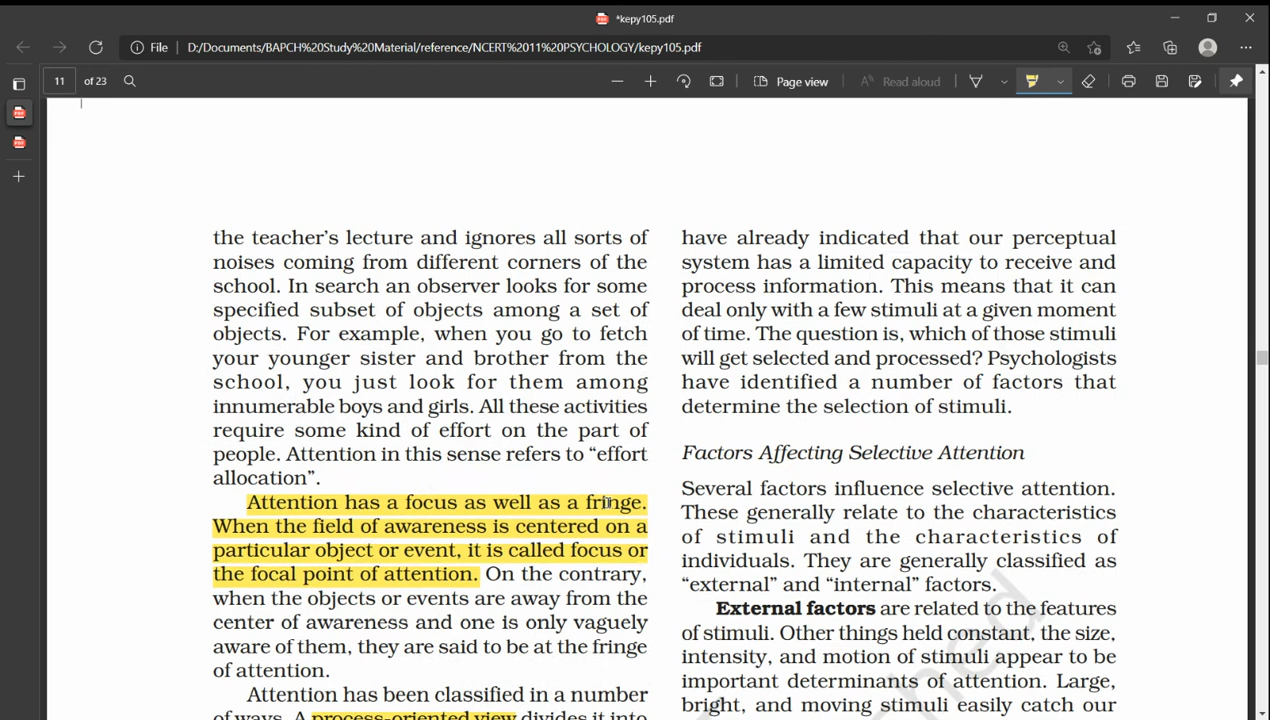 *kepy105.pdf
File
D:/Documents/BAPCH%20Study%20Material/reference/NCERT%2011%20PSYCHOLOGY/kepy105.pdf
11 of 23
Page view
Read aloud
the teacher's lecture and ignores all sorts of
noises coming from different corners of the
school. In search an observer looks for some
specified subset of objects among a set of
objects. For example, when you go to fetch
your younger sister and brother from the
school, you just look for them among
innumerable boys and girls. All these activities
require some kind of effort on the part of
people. Attention in this sense refers to “effort
allocation”.
Attention has a focus as well as a fringe.
When the field of awareness is centered on a
particular object or event, it is called focus or
the focal point of attention. On the contrary,
when the objects or events are away from the
center of awareness and one is only vaguely
aware of them, they are said to be at the fringe
of attention.
Attention has been classified in a number
of ways. A process-oriented view divides it into
have already indicated that our perceptual
system has a limited capacity to receive and
process information. This means that it can
deal only with a few stimuli at a given moment
of time. The question is, which of those stimuli
will get selected and processed? Psychologists
have identified a number of factors that
determine the selection of stimuli.
Factors Affecting Selective Attention
Several factors influence selective attention.
These generally relate to the characteristics
of stimuli and the characteristics of
individuals. They are generally classified as
“external” and “internal” factors.
External factors are related to the features
of stimuli. Other things held constant, the size,
intensity, and motion of stimuli appear to be
important determinants of attention. Large,
bright, and moving stimuli easily catch our